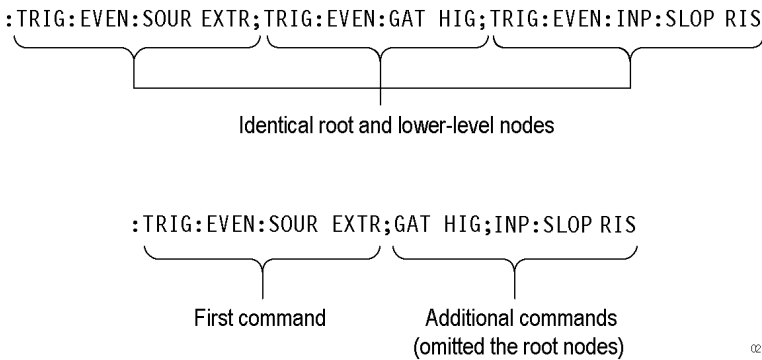 :TRIG:EVEN:SOUR EXTR;TRIG:EVEN:GAT HIG;TRIG:EVEN:INP:SLOP RIS
Identical root and lower-level nodes
:TRIG:EVEN:SOUR EXTR;GAT HIG;INP:SLOP RIS
First command
Additional commands
(omitted the root nodes)
02